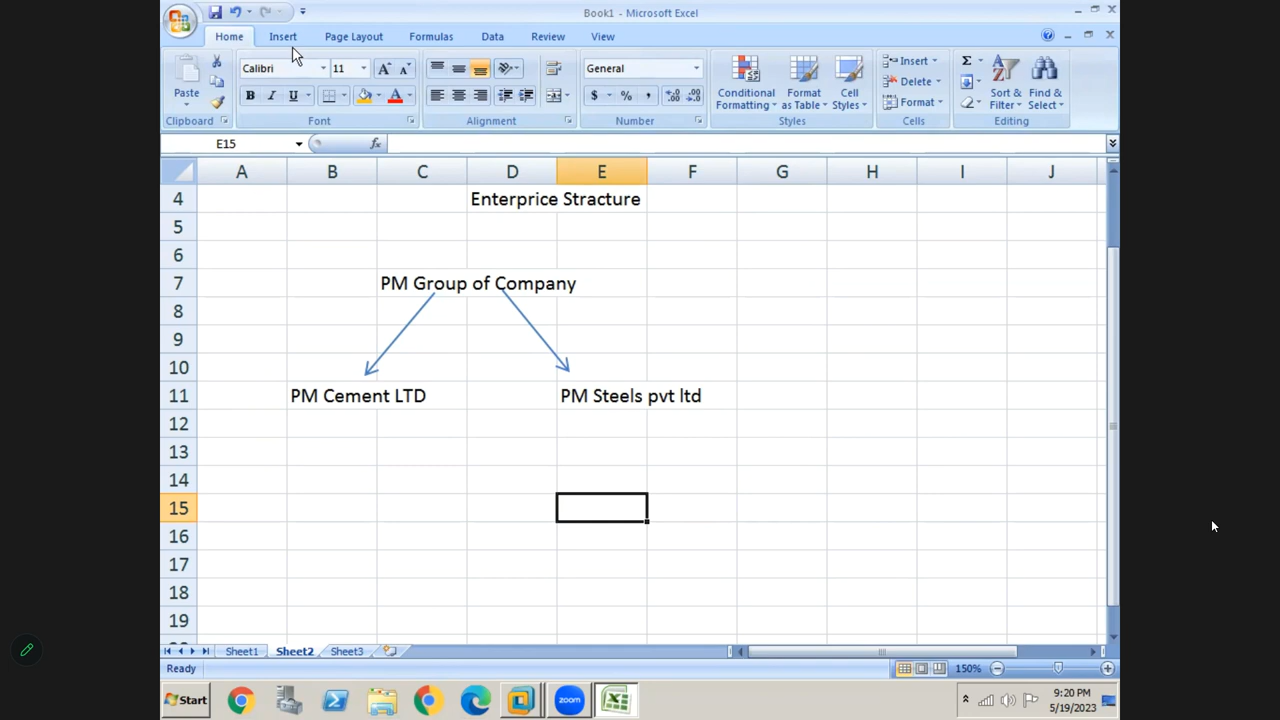 Book1 - Microsoft Excel
Home Insert Page Layout Formulas Data Review View
Paste
Calibri 11
General
B I U
$ % ,
Conditional Formatting
Format as Table
Cell Styles
Insert
Delete
Format
Σ
Sort & Filter
Find & Select
Clipboard Font Alignment Number Styles Cells Editing
E15 fx
A B C D E F G H I J
4 Enterprice Stracture
5
6
7 PM Group of Company
8
9
10
11 PM Cement LTD PM Steels pvt ltd
12
13
14
15
16
17
18
19
Sheet1 Sheet2 Sheet3
Ready 150%
Start zoom 9:20 PM
5/19/2023